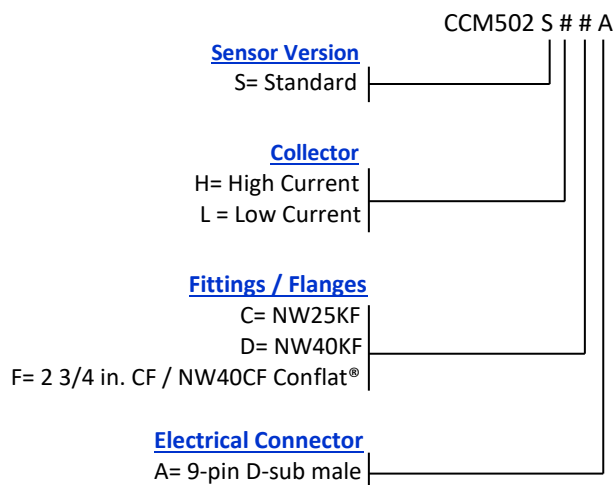 CCM502 S # # A
Sensor Version
S= Standard
Collector
H= High Current
L = Low Current
Fittings / Flanges
C= NW25KF
D= NW40KF
F= 2 3/4 in. CF / NW40CF Conflat®
Electrical Connector
A= 9-pin D-sub male